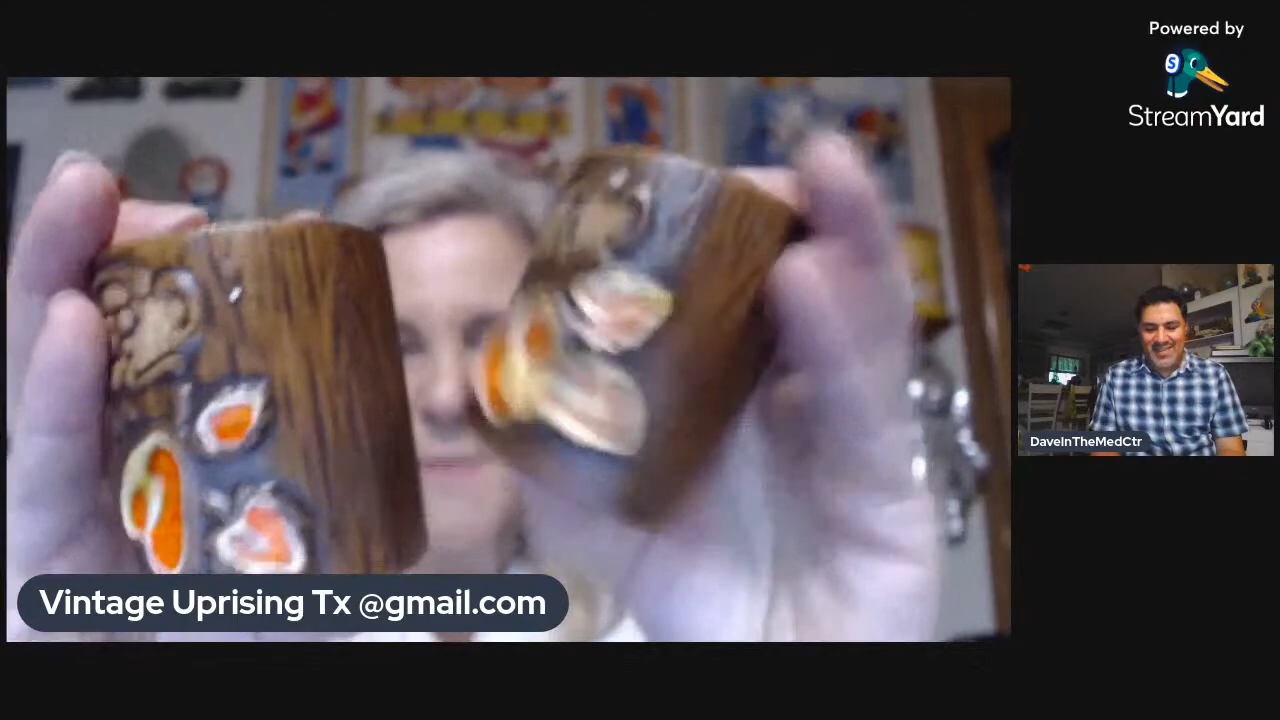 Powered by
StreamYard
DaveInTheMedCtr
Vintage Uprising Tx @gmail.com